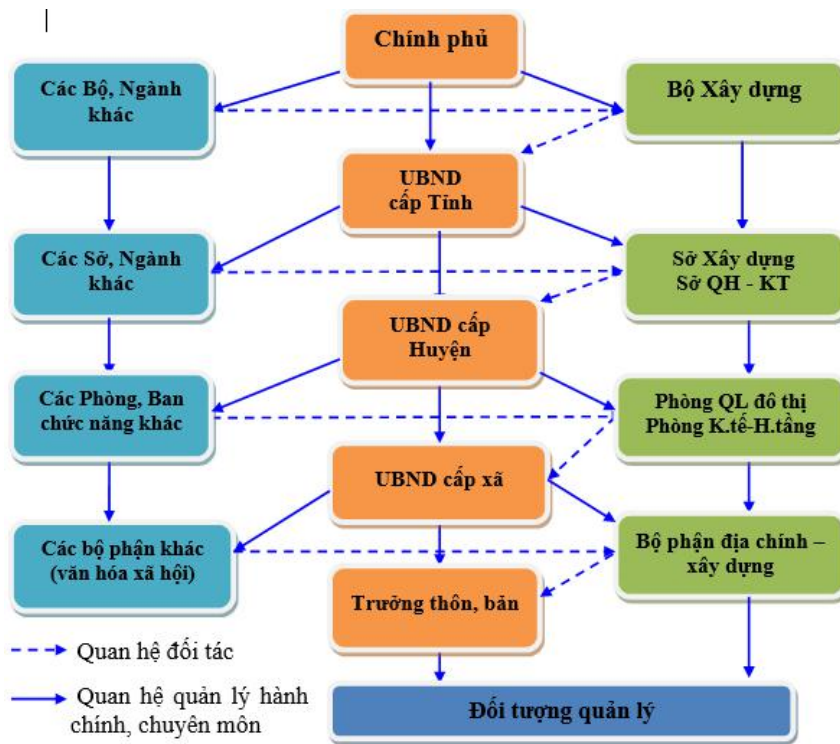 Chính phủ
Các Bộ, Ngành
khác
Bộ Xây dựng
UBND
cấp Tỉnh
Các Sở, Ngành
khác
Sở Xây dựng
Sở QH - KT
UBND cấp
Huyện
Các Phòng, Ban
chức năng khác
Phòng QL đô thị
Phòng K.tế-H.tầng
UBND cấp xã
Các bộ phận khác
(văn hóa xã hội)
Bộ phận địa chính –
xây dựng
Trưởng thôn, bản
Quan hệ đối tác
Quan hệ quản lý hành
chính, chuyên môn
Đối tượng quản lý